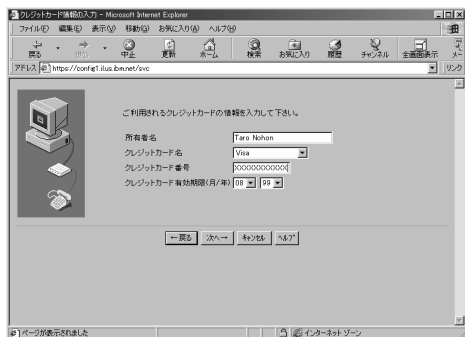 クレジットカード情報の入力 - Microsoft Internet Explorer
ファイル(F) 編集(E) 表示(V) 移動(G) お気に入り(A) ヘルプ(H)
戻る 中止 更新 ホーム 検索 お気に入り 履歴 チャンネル 全画面表示 メー
アドレス https://config1.ilus.ibm.net/svc リンク
ご利用されるクレジットカードの情報を入力して下さい。
所有者名 Taro Nohon
クレジットカード名 Visa
クレジットカード番号 XXXXXXXXXXX
クレジットカード有効期限(月/年) 08 99
←戻る 次へ→ キャンセル ヘルプ
ページが表示されました インターネット ゾーン